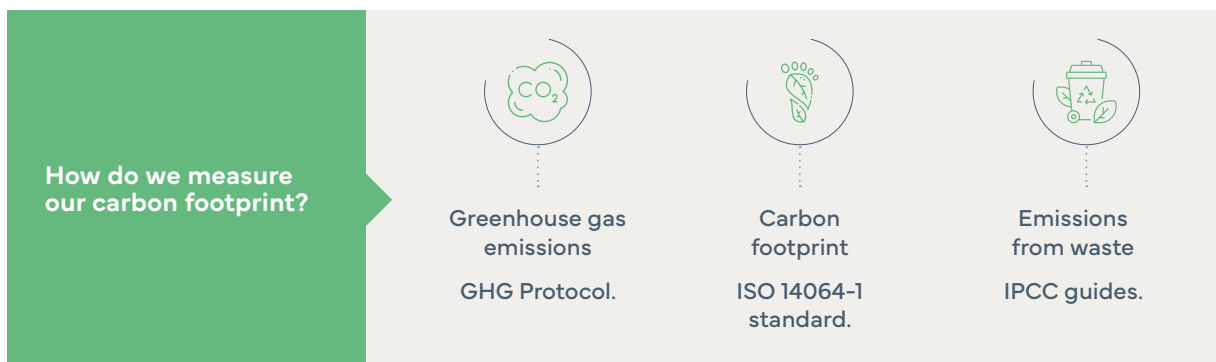 How do we measure
our carbon footprint?
CO2
Greenhouse gas
emissions
GHG Protocol.
Carbon
footprint
ISO 14064-1
standard.
Emissions
from waste
IPCC guides.